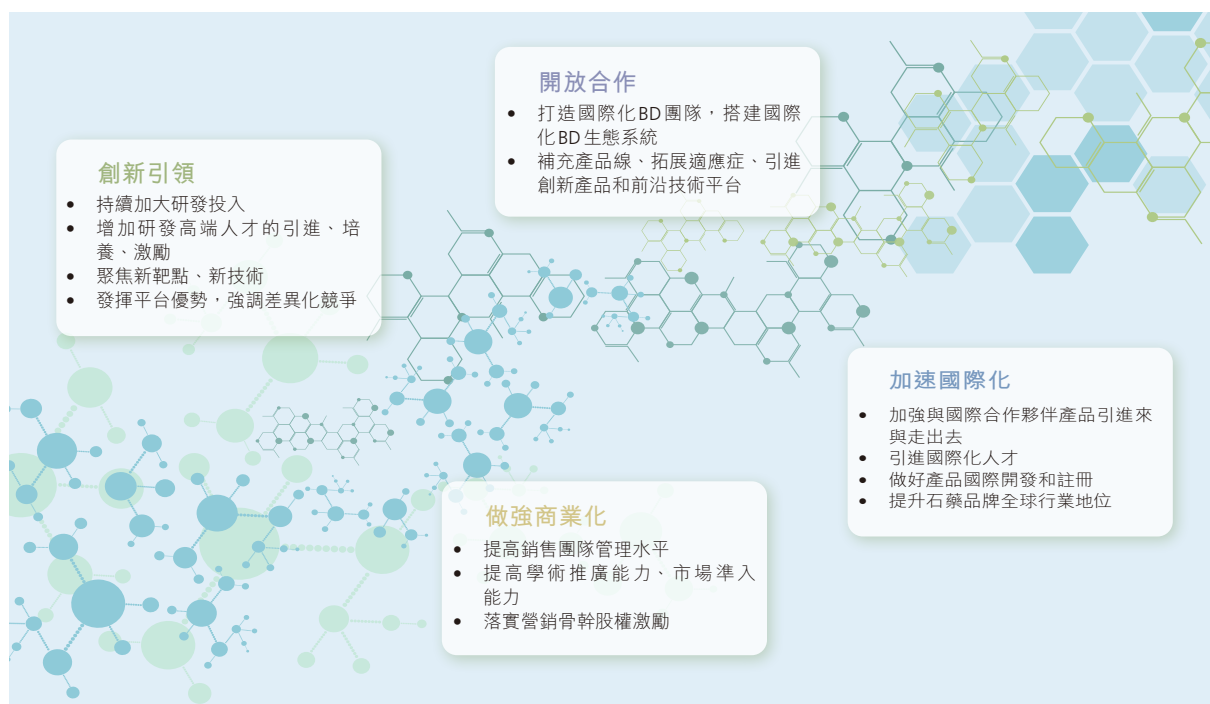 創新引領
• 持續加大研發投入
• 增加研發高端人才的引進、培
養、激勵
• 聚焦新靶點、新技術
• 發揮平台優勢，強調差異化競爭
開放合作
• 打造國際化BD團隊，搭建國際
化BD生態系統
• 補充產品線、拓展適應症、引進
創新產品和前沿技術平台
做強商業化
• 提高銷售團隊管理水平
• 提高學術推廣能力、市場準入
能力
• 落實營銷骨幹股權激勵
加速國際化
• 加強與國際合作夥伴產品引進來
與走出去
• 引進國際化人才
• 做好產品國際開發和註冊
• 提升石藥品牌全球行業地位